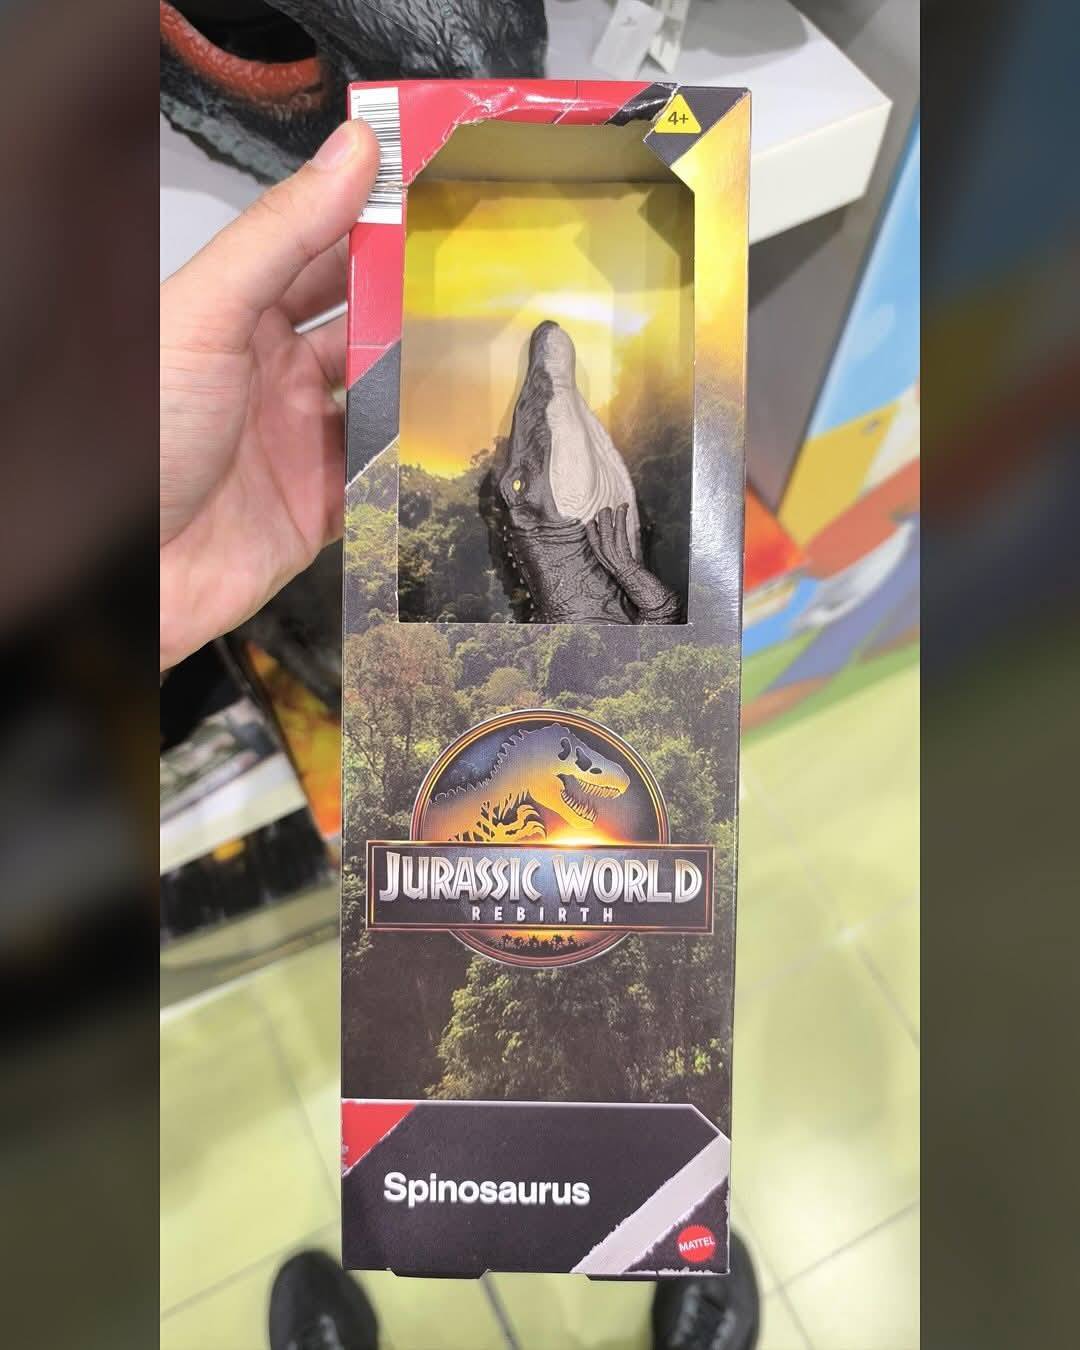 4+
JURASSIC WORLD
REBIRTH
Spinosaurus
MATTEL